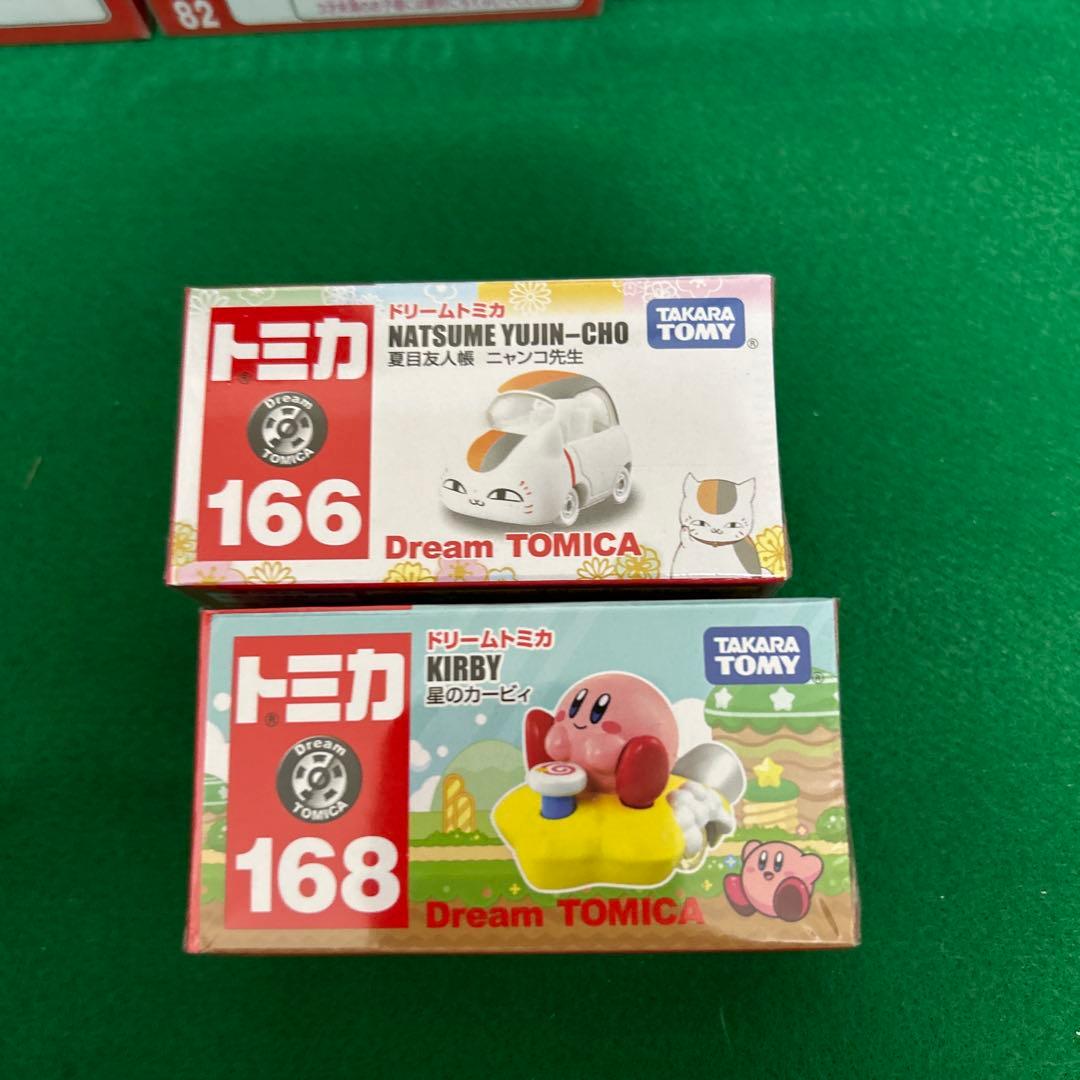 82
トミカ
Dream
TOMICA
166
ドリームトミカ
NATSUME YUJIN-CHO
夏目友人帳 ニャンコ先生
TAKARA
TOMY®
Dream TOMICA
トミカ
Dream
TOMICA
168
ドリームトミカ
KIRBY
星のカービィ
TAKARA
TOMY®
Dream TOMICA